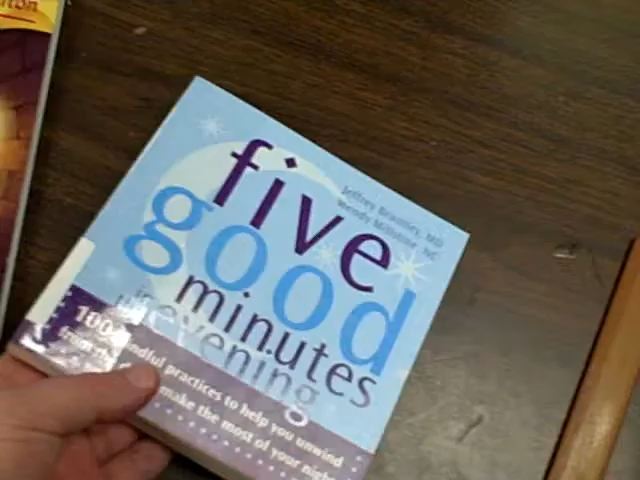 five
good
minutes
in the evening
Jeffrey Brantley, MD
Wendy Millstine, NC
100 mindful practices to help you unwind
from the make the most of your night